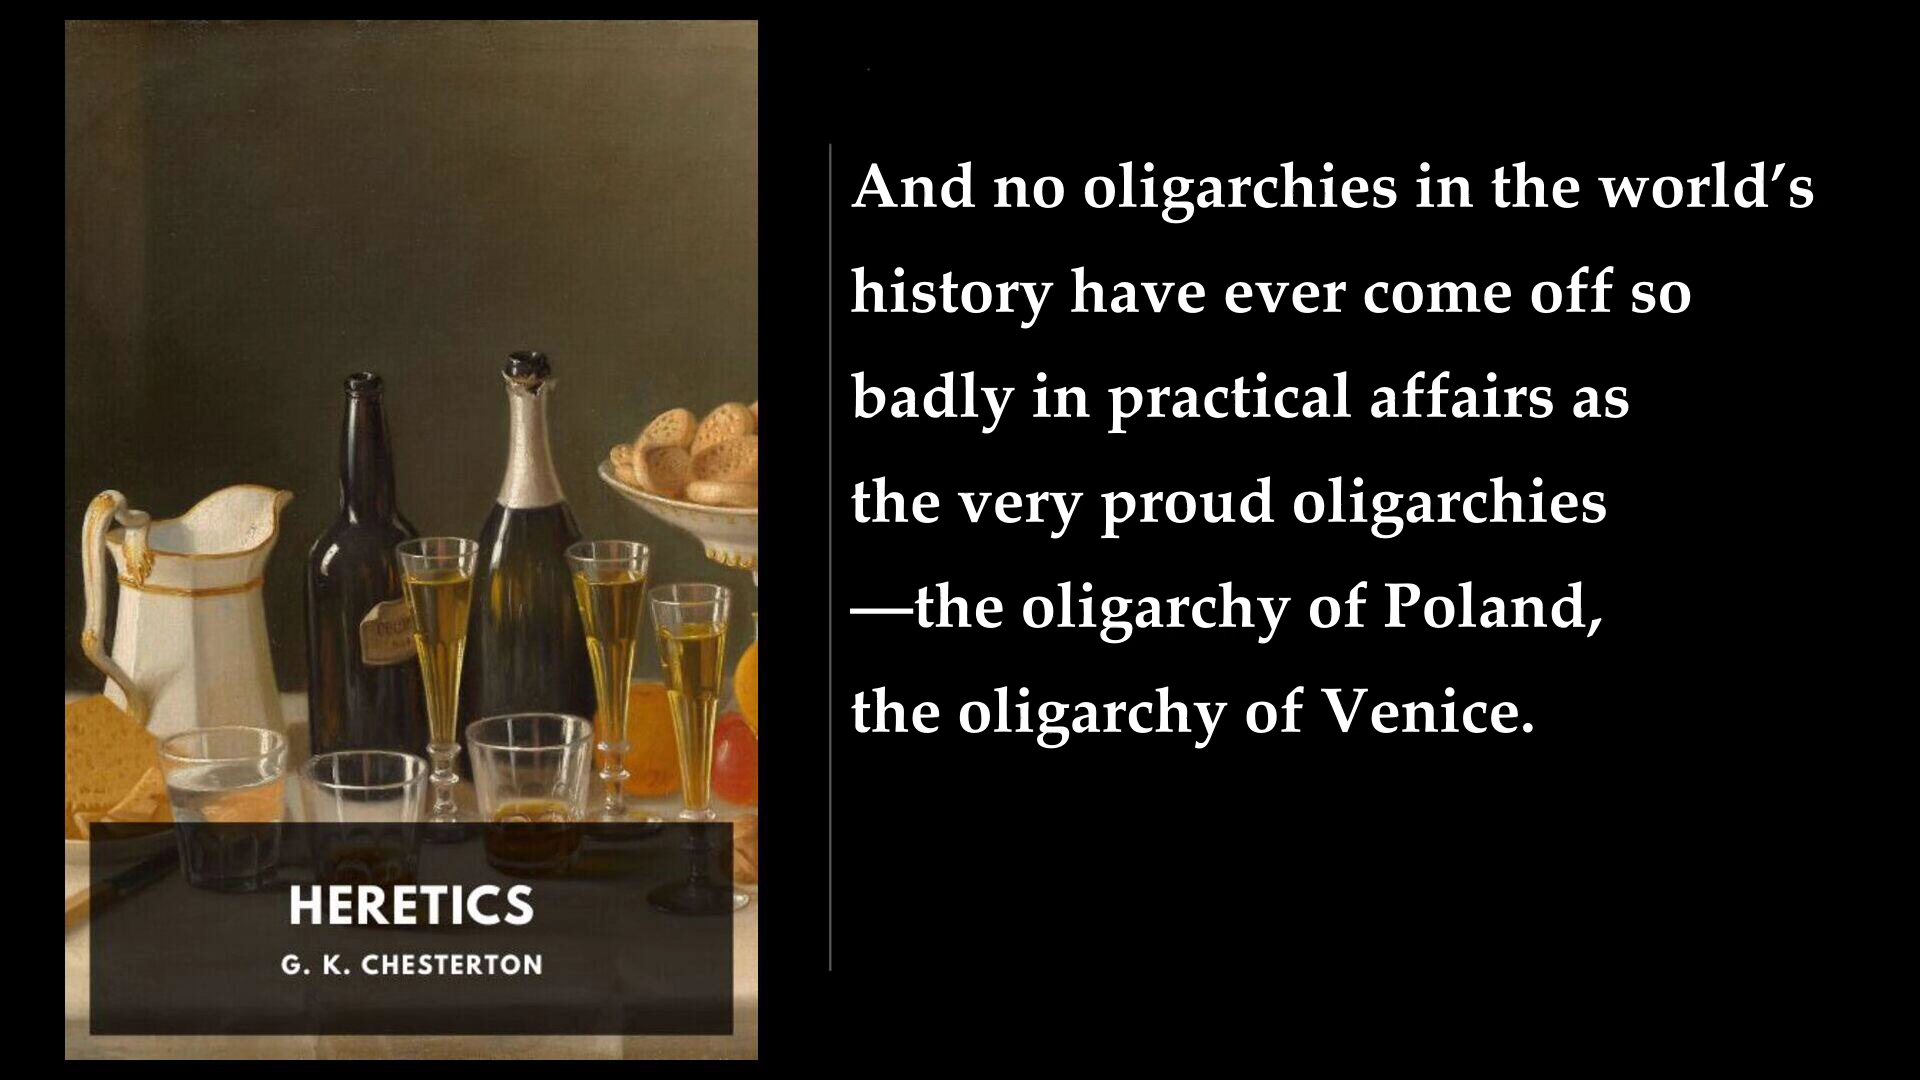 And no oligarchies in the world’s
history have ever come off so
badly in practical affairs as
the very proud oligarchies
—the oligarchy of Poland,
the oligarchy of Venice.
HERETICS
G. K. CHESTERTON